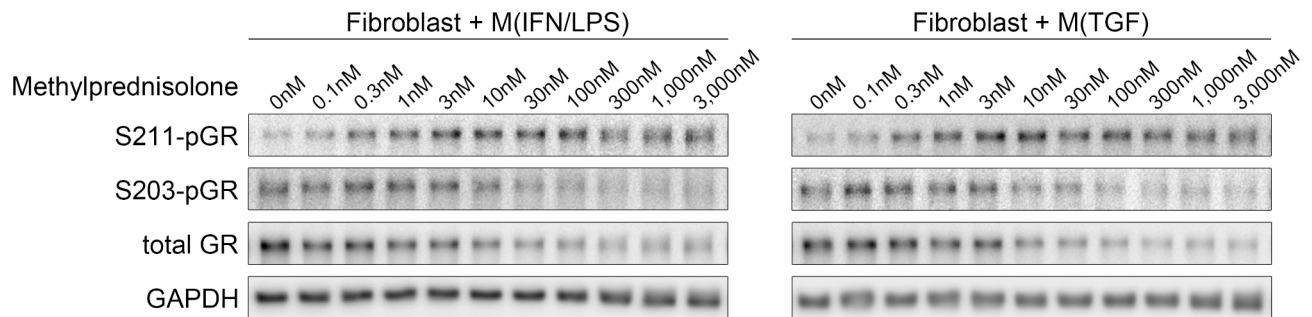 Fibroblast + M(IFN/LPS) Fibroblast + M(TGF)
Methylprednisolone 0nM 0.1nM 0.3nM 1nM 3nM 10nM 30nM 100nM 300nM 1,000nM 3,000nM 0nM 0.1nM 0.3nM 1nM 3nM 10nM 30nM 100nM 300nM 1,000nM 3,000nM
S211-pGR
S203-pGR
total GR
GAPDH